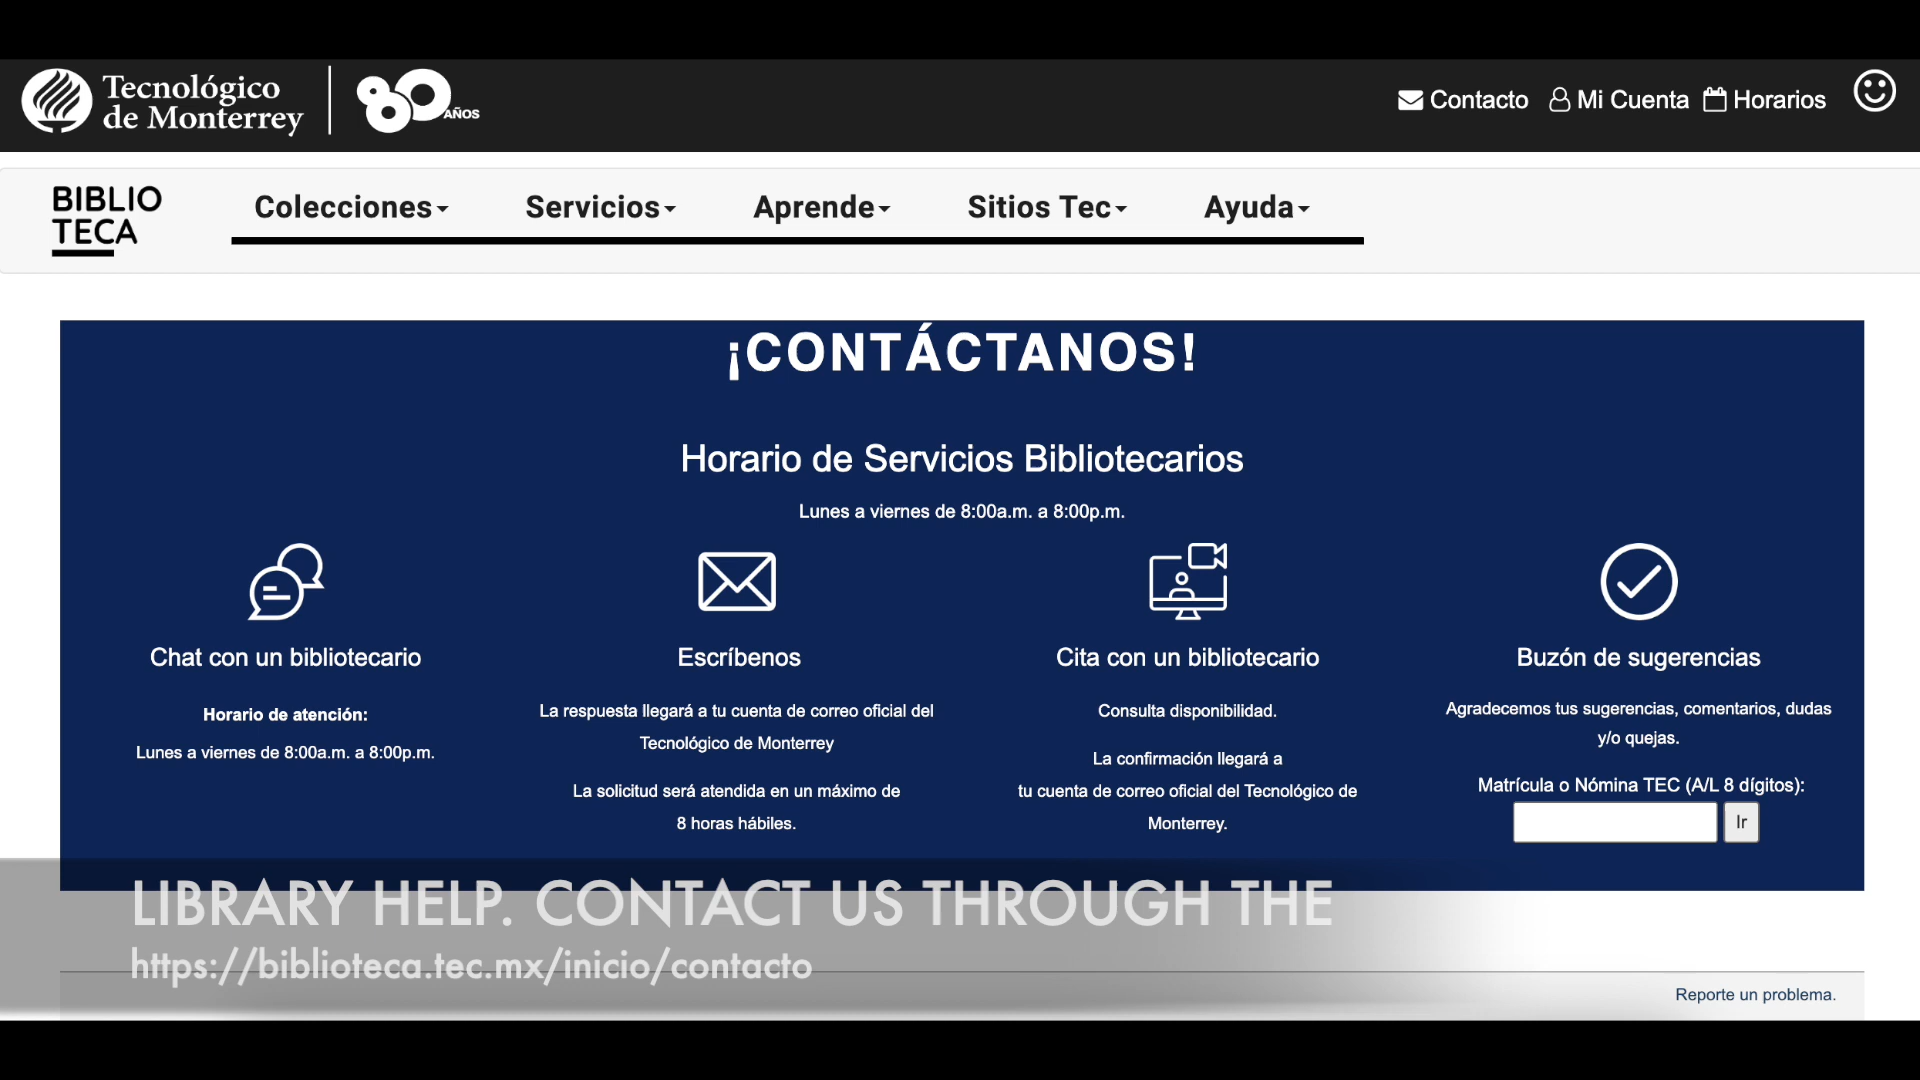 Tecnológico
de Monterrey
80 AÑOS
Contacto
Mi Cuenta
Horarios
BIBLIO
TECA
Colecciones
Servicios
Aprende
Sitios Tec
Ayuda
¡CONTÁCTANOS!
Horario de Servicios Bibliotecarios
Lunes a viernes de 8:00a.m. a 8:00p.m.
Chat con un bibliotecario
Horario de atención:
Lunes a viernes de 8:00a.m. a 8:00p.m.
Escríbenos
La respuesta llegará a tu cuenta de correo oficial del
Tecnológico de Monterrey
La solicitud será atendida en un máximo de
8 horas hábiles.
Cita con un bibliotecario
Consulta disponibilidad.
La confirmación llegará a
tu cuenta de correo oficial del Tecnológico de
Monterrey.
Buzón de sugerencias
Agradecemos tus sugerencias, comentarios, dudas
y/o quejas.
Matrícula o Nómina TEC (A/L 8 dígitos):
Ir
LIBRARY HELP. CONTACT US THROUGH THE
https://biblioteca.tec.mx/inicio/contacto
Reporte un problema.